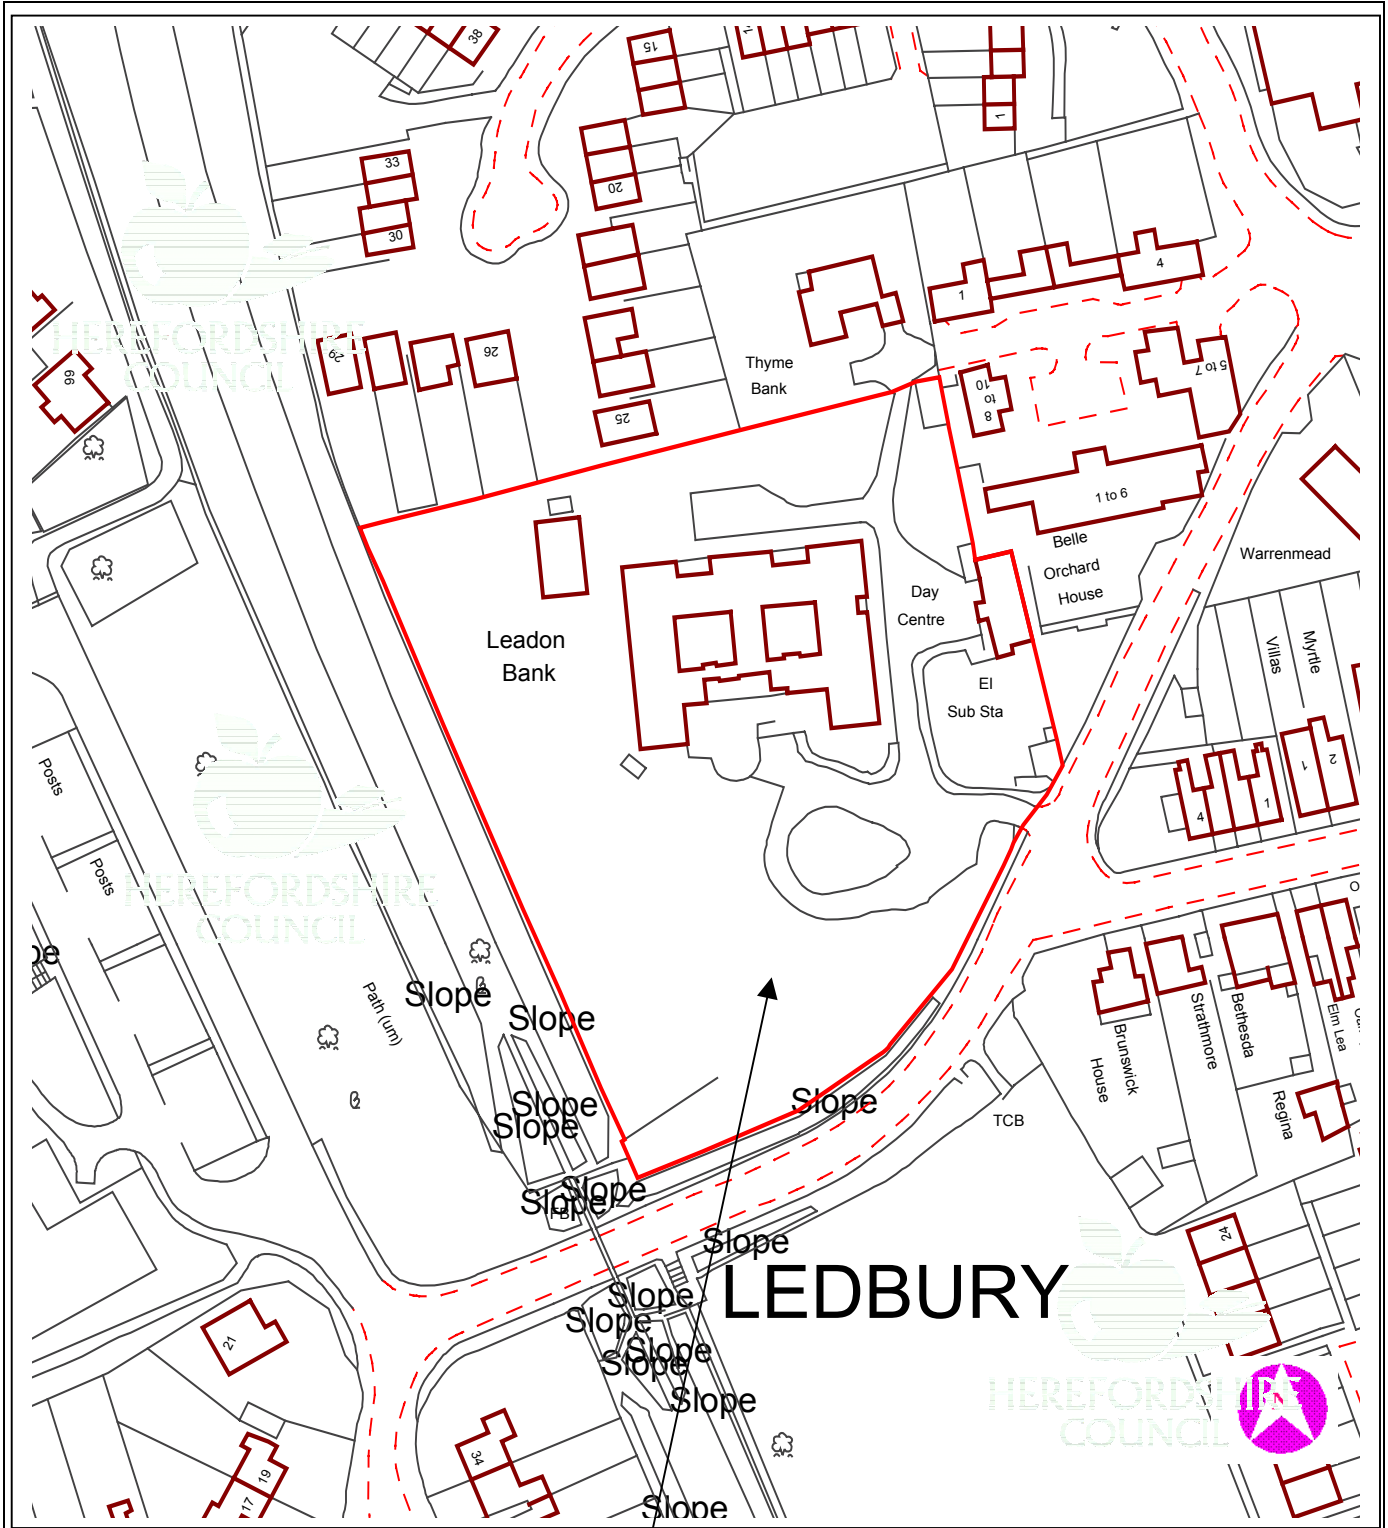 38
15
1
33
20
30
4
1
29
26
Thyme
Bank
10
to
8
5 to 7
66
HEREFORDSHIRE
COUNCIL
25
1 to 6
Belle
Orchard
House
Warrenmead
Day
Centre
Leadon
Bank
Villas
Myrtle
El
Sub Sta
Posts
1
2
4
1
Posts
HEREFORDSHIRE
COUNCIL
Path (um)
Slope
Slope
Slope
Slope
Slope
Slope
Slope
FB
TCB
Brunswick
House
Strathmore
Bethesda
Elm Lea
Regina
24
Slope
LEDBURY
Slope
Slope
Slope
Slope
Slope
21
HEREFORDSHIRE
COUNCIL
N
34
19
17
Slope